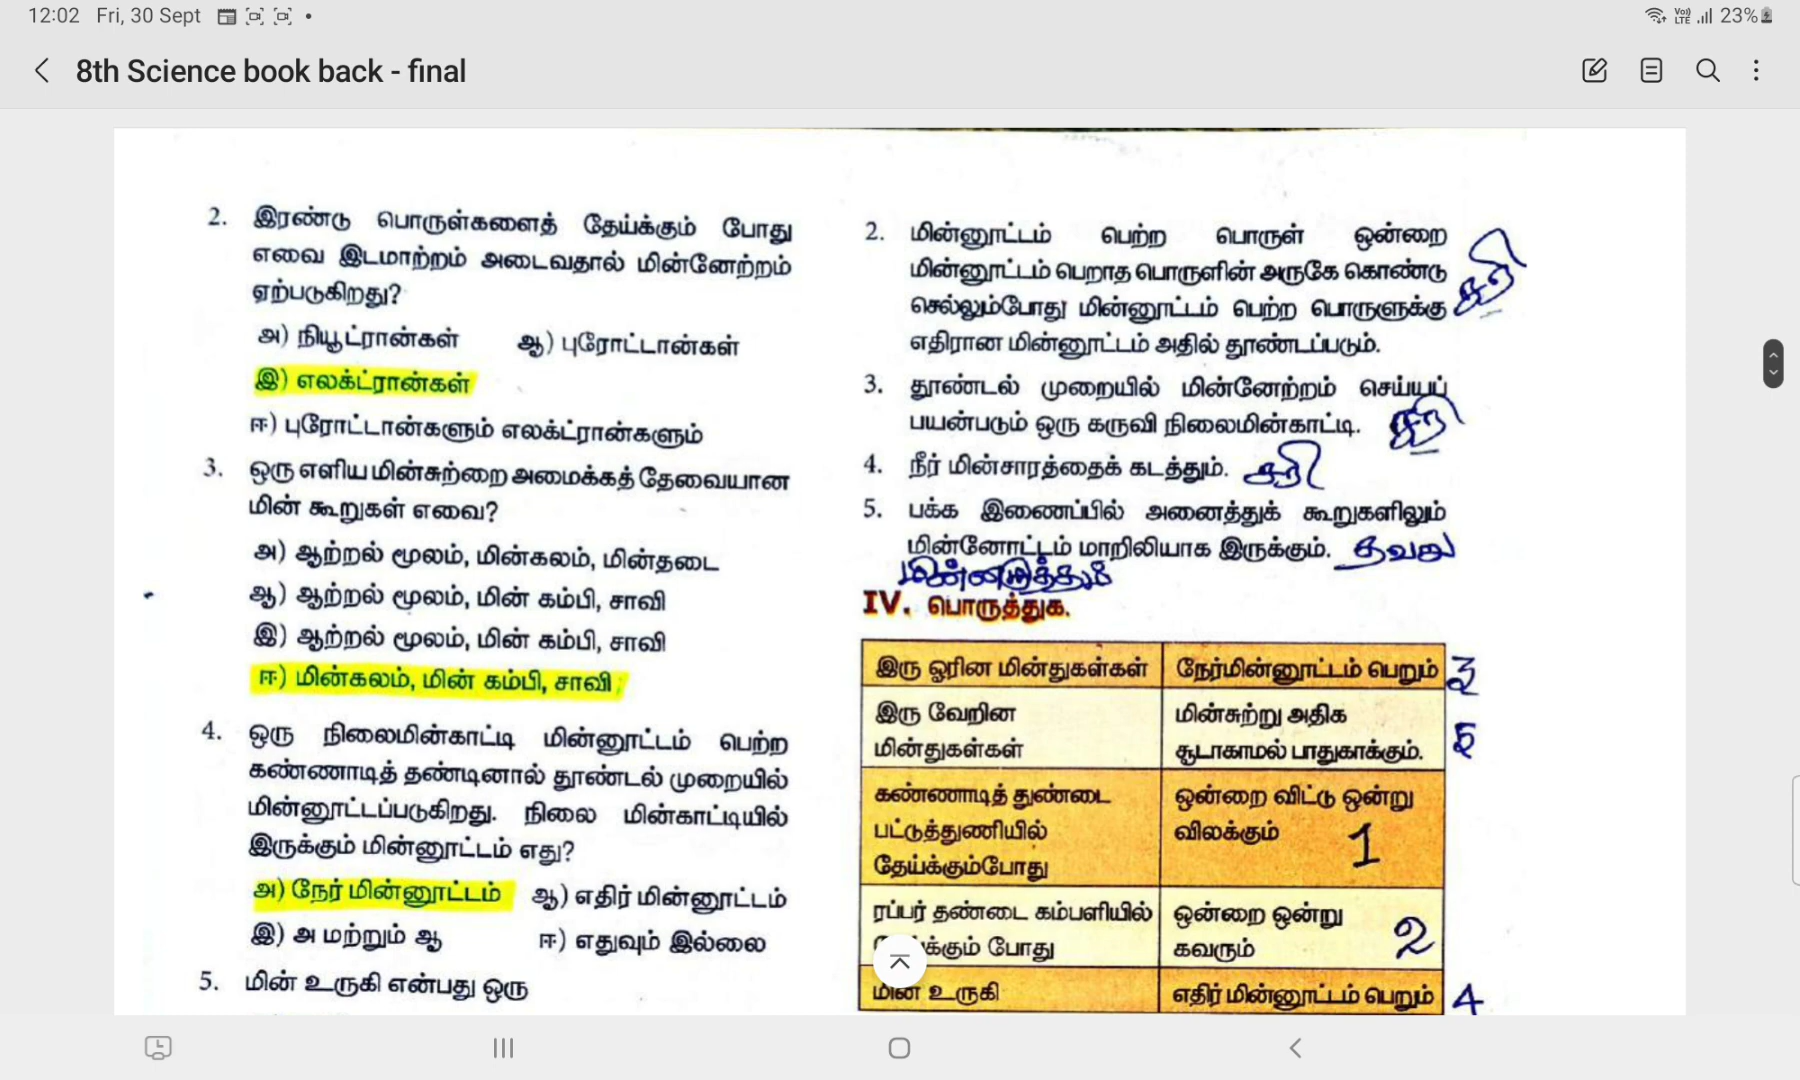 12:02 Fri, 30 Sept
Vo)) LTE 23%
8th Science book back - final
2. இரண்டு பொருள்களைத் தேய்க்கும் போது
எவை இடமாற்றம் அடைவதால் மின்னேற்றம்
ஏற்படுகிறது?
அ) நியூட்ரான்கள் ஆ) புரோட்டான்கள்
இ) எலக்ட்ரான்கள்
ஈ) புரோட்டான்களும் எலக்ட்ரான்களும்
3. ஒரு எளிய மின்சுற்றை அமைக்கத் தேவையான
மின் கூறுகள் எவை?
அ) ஆற்றல் மூலம், மின்கலம், மின்தடை
ஆ) ஆற்றல் மூலம், மின் கம்பி, சாவி
இ) ஆற்றல் மூலம், மின் கம்பி, சாவி
ஈ) மின்கலம், மின் கம்பி, சாவி
4. ஒரு நிலைமின்காட்டி மின்னூட்டம் பெற்ற
கண்ணாடித் தண்டினால் தூண்டல் முறையில்
மின்னூட்டப்படுகிறது. நிலை மின்காட்டியில்
இருக்கும் மின்னூட்டம் எது?
அ) நேர் மின்னூட்டம் ஆ) எதிர் மின்னூட்டம்
இ) அ மற்றும் ஆ ஈ) எதுவும் இல்லை
5. மின் உருகி என்பது ஒரு
2. மின்னூட்டம் பெற்ற பொருள் ஒன்றை
மின்னூட்டம் பெறாத பொருளின் அருகே கொண்டு
செல்லும்போது மின்னூட்டம் பெற்ற பொருளுக்கு சரி
எதிரான மின்னூட்டம் அதில் தூண்டப்படும்.
3. தூண்டல் முறையில் மின்னேற்றம் செய்யப்
பயன்படும் ஒரு கருவி நிலைமின்காட்டி. சரி
4. நீர் மின்சாரத்தைக் கடத்தும். சரி
5. பக்க இணைப்பில் அனைத்துக் கூறுகளிலும்
மின்னோட்டம் மாறிலியாக இருக்கும். தவறு
மின்னழுத்தம்
IV. பொருத்துக.
இரு ஓரின மின்துகள்கள் நேர்மின்னூட்டம் பெறும் 3
இரு வேறின மின்சுற்று அதிக
மின்துகள்கள் சூடாகாமல் பாதுகாக்கும். 5
கண்ணாடித் துண்டை ஒன்றை விட்டு ஒன்று
பட்டுத்துணியில் விலக்கும் 1
தேய்க்கும்போது
ரப்பர் தண்டை கம்பளியில் ஒன்றை ஒன்று
போது கவரும் 2
மின் உருகி எதிர் மின்னூட்டம் பெறும் 4